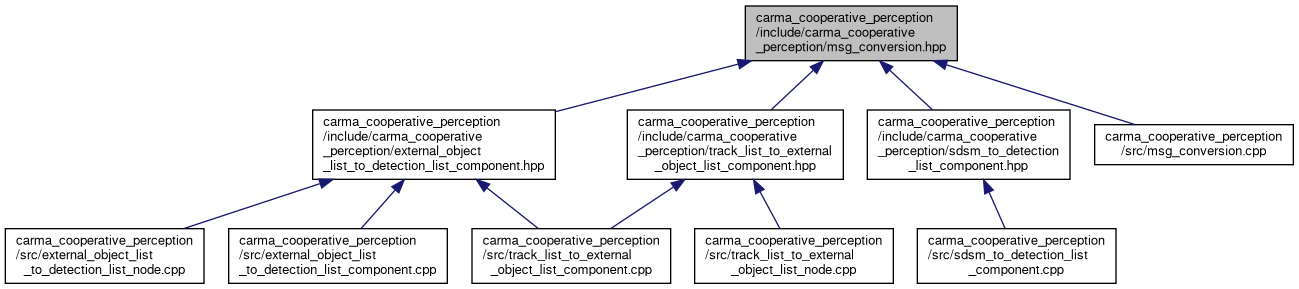 carma_cooperative_perception
/include/carma_cooperative
_perception/msg_conversion.hpp
carma_cooperative_perception
/include/carma_cooperative
_perception/external_object
_list_to_detection_list_component.hpp
carma_cooperative_perception
/include/carma_cooperative
_perception/track_list_to_external
_object_list_component.hpp
carma_cooperative_perception
/include/carma_cooperative
_perception/sdsm_to_detection
_list_component.hpp
carma_cooperative_perception
/src/msg_conversion.cpp
carma_cooperative_perception
/src/external_object_list
_to_detection_list_node.cpp
carma_cooperative_perception
/src/external_object_list
_to_detection_list_component.cpp
carma_cooperative_perception
/src/track_list_to_external
_object_list_component.cpp
carma_cooperative_perception
/src/track_list_to_external
_object_list_node.cpp
carma_cooperative_perception
/src/sdsm_to_detection_list
_component.cpp